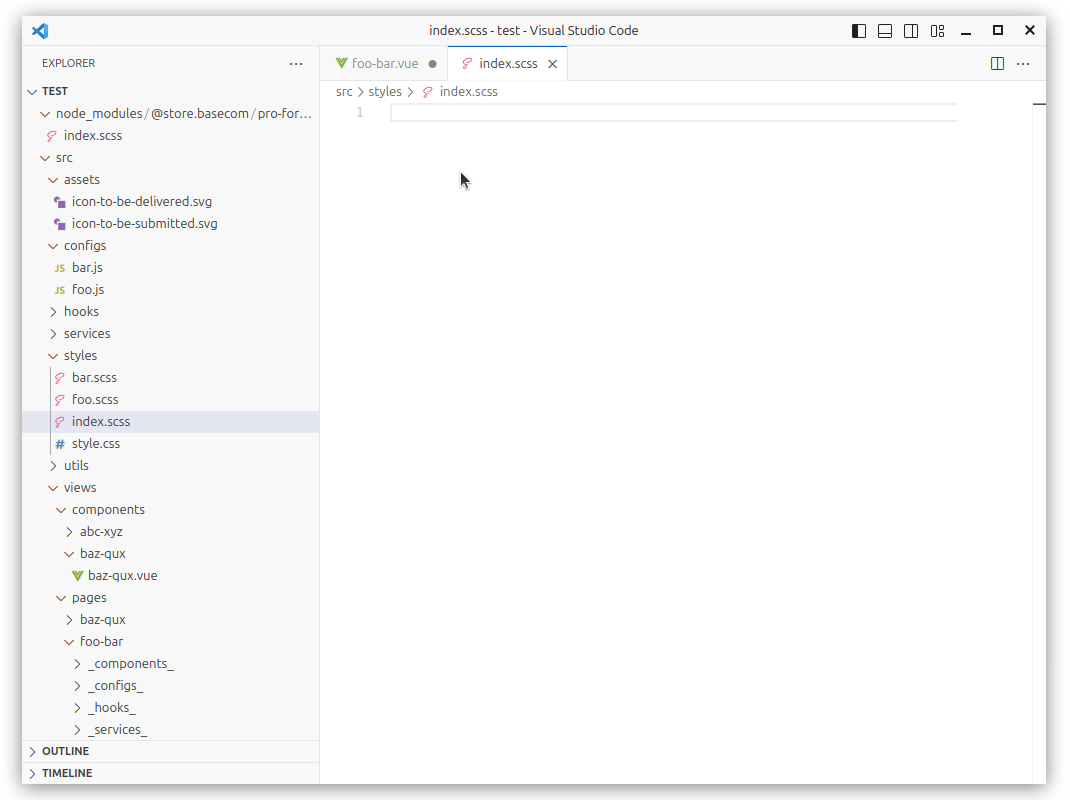 index.scss - test - Visual Studio Code
EXPLORER
TEST
node_modules / @store.basecom / pro-for...
index.scss
src
assets
icon-to-be-delivered.svg
icon-to-be-submitted.svg
configs
JS bar.js
JS foo.js
hooks
services
styles
bar.scss
foo.scss
index.scss
# style.css
utils
views
components
abc-xyz
baz-qux
baz-qux.vue
pages
baz-qux
foo-bar
_components_
_configs_
_hooks_
_services_
OUTLINE
TIMELINE
foo-bar.vue
index.scss
src > styles > index.scss
1